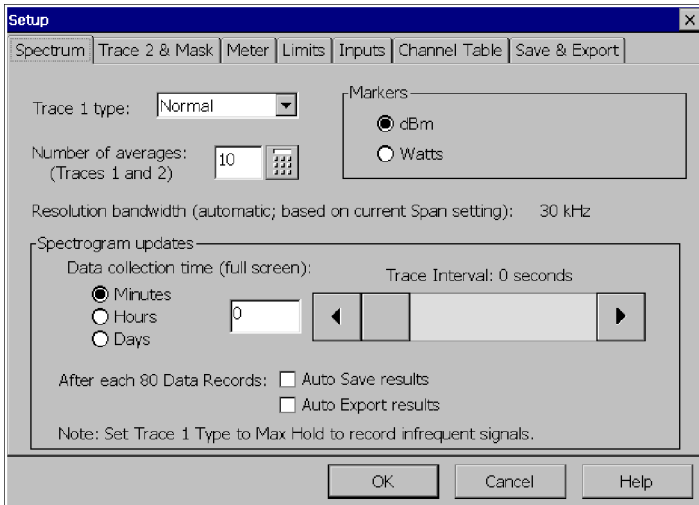 Setup
Spectrum Trace 2 & Mask Meter Limits Inputs Channel Table Save & Export
Trace 1 type: Normal
Markers
dBm
Watts
Number of averages: 10
(Traces 1 and 2)
Resolution bandwidth (automatic; based on current Span setting): 30 kHz
Spectrogram updates
Data collection time (full screen):
Minutes
Hours
Days
0
Trace Interval: 0 seconds
After each 80 Data Records: Auto Save results
Auto Export results
Note: Set Trace 1 Type to Max Hold to record infrequent signals.
OK Cancel Help